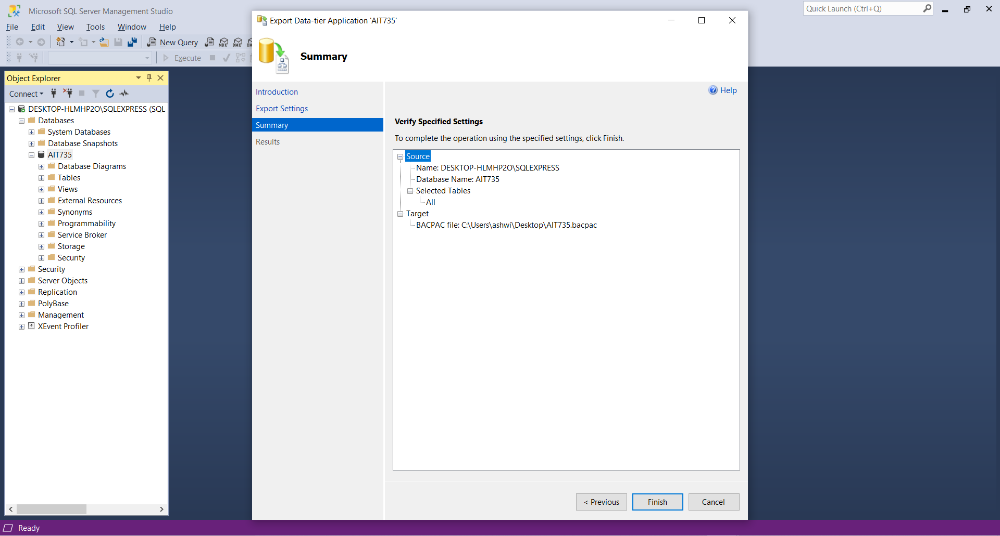 Microsoft SQL Server Management Studio
Quick Launch (Ctrl+Q)
File Edit View Tools Window Help
New Query MDX DMX
Execute
Export Data-tier Application 'AIT735'
Summary
Object Explorer
Connect
DESKTOP-HLMHP2O\SQLEXPRESS (SQL
Databases
System Databases
Database Snapshots
AIT735
Database Diagrams
Tables
Views
External Resources
Synonyms
Programmability
Service Broker
Storage
Security
Security
Server Objects
Replication
PolyBase
Management
XEvent Profiler
Introduction
Export Settings
Summary
Results
Help
Verify Specified Settings
To complete the operation using the specified settings, click Finish.
Source
Name: DESKTOP-HLMHP2O\SQLEXPRESS
Database Name: AIT735
Selected Tables
All
Target
BACPAC file: C:\Users\ashwi\Desktop\AIT735.bacpac
< Previous Finish Cancel
Ready